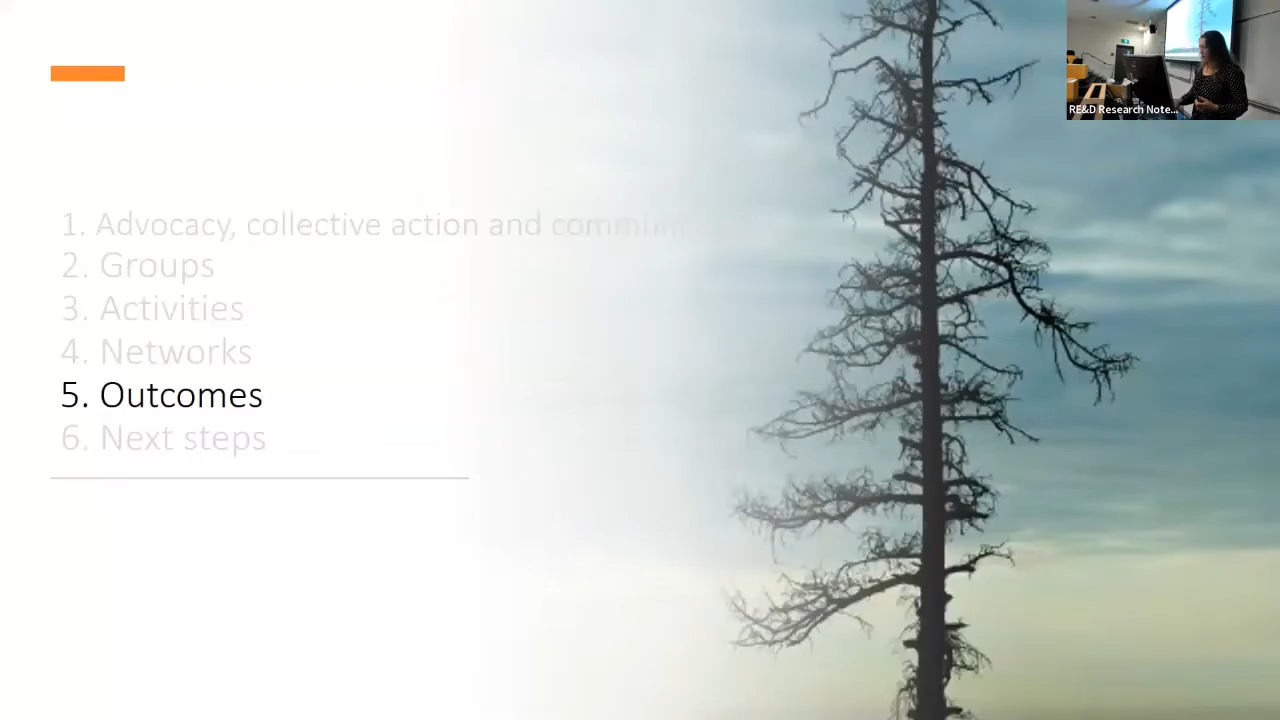 RE&D Research Note...
1. Advocacy, collective action and
2. Groups
3. Activities
4. Networks
5. Outcomes
6. Next steps